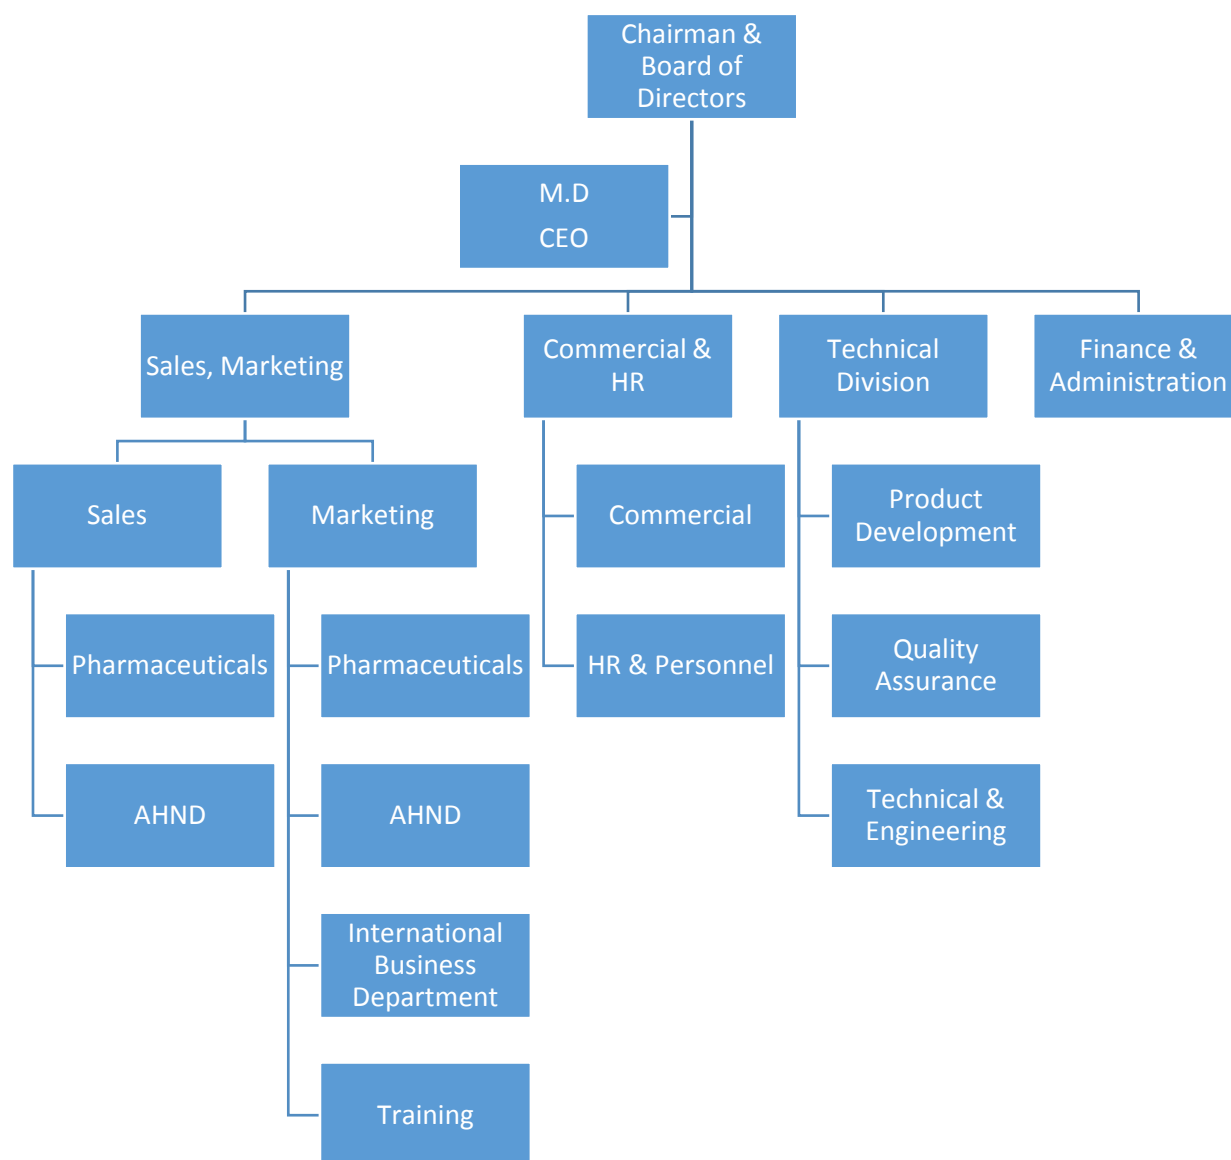 Chairman &
Board of
Directors
M.D
CEO
Sales, Marketing
Commercial &
HR
Technical
Division
Finance &
Administration
Sales
Marketing
Commercial
Product
Development
Pharmaceuticals
Pharmaceuticals
HR & Personnel
Quality
Assurance
AHND
AHND
Technical &
Engineering
International
Business
Department
Training